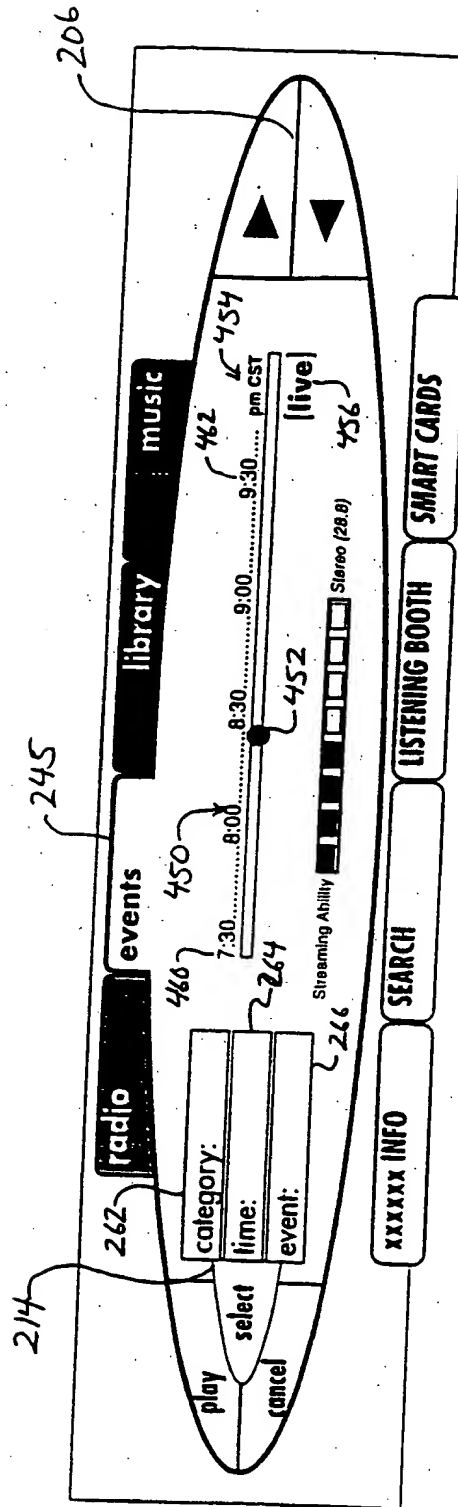 245
206
radio
events
library
music
262
214
450
462
454
460
7:30........8:00........8:30........9:00........9:30..... pm CST
play
select
cancel
category:
time:
event:
264
452
[live]
456
266
Streaming Ability
Stereo (28.8)
xxxxxx INFO
SEARCH
LISTENING BOOTH
SMART CARDS